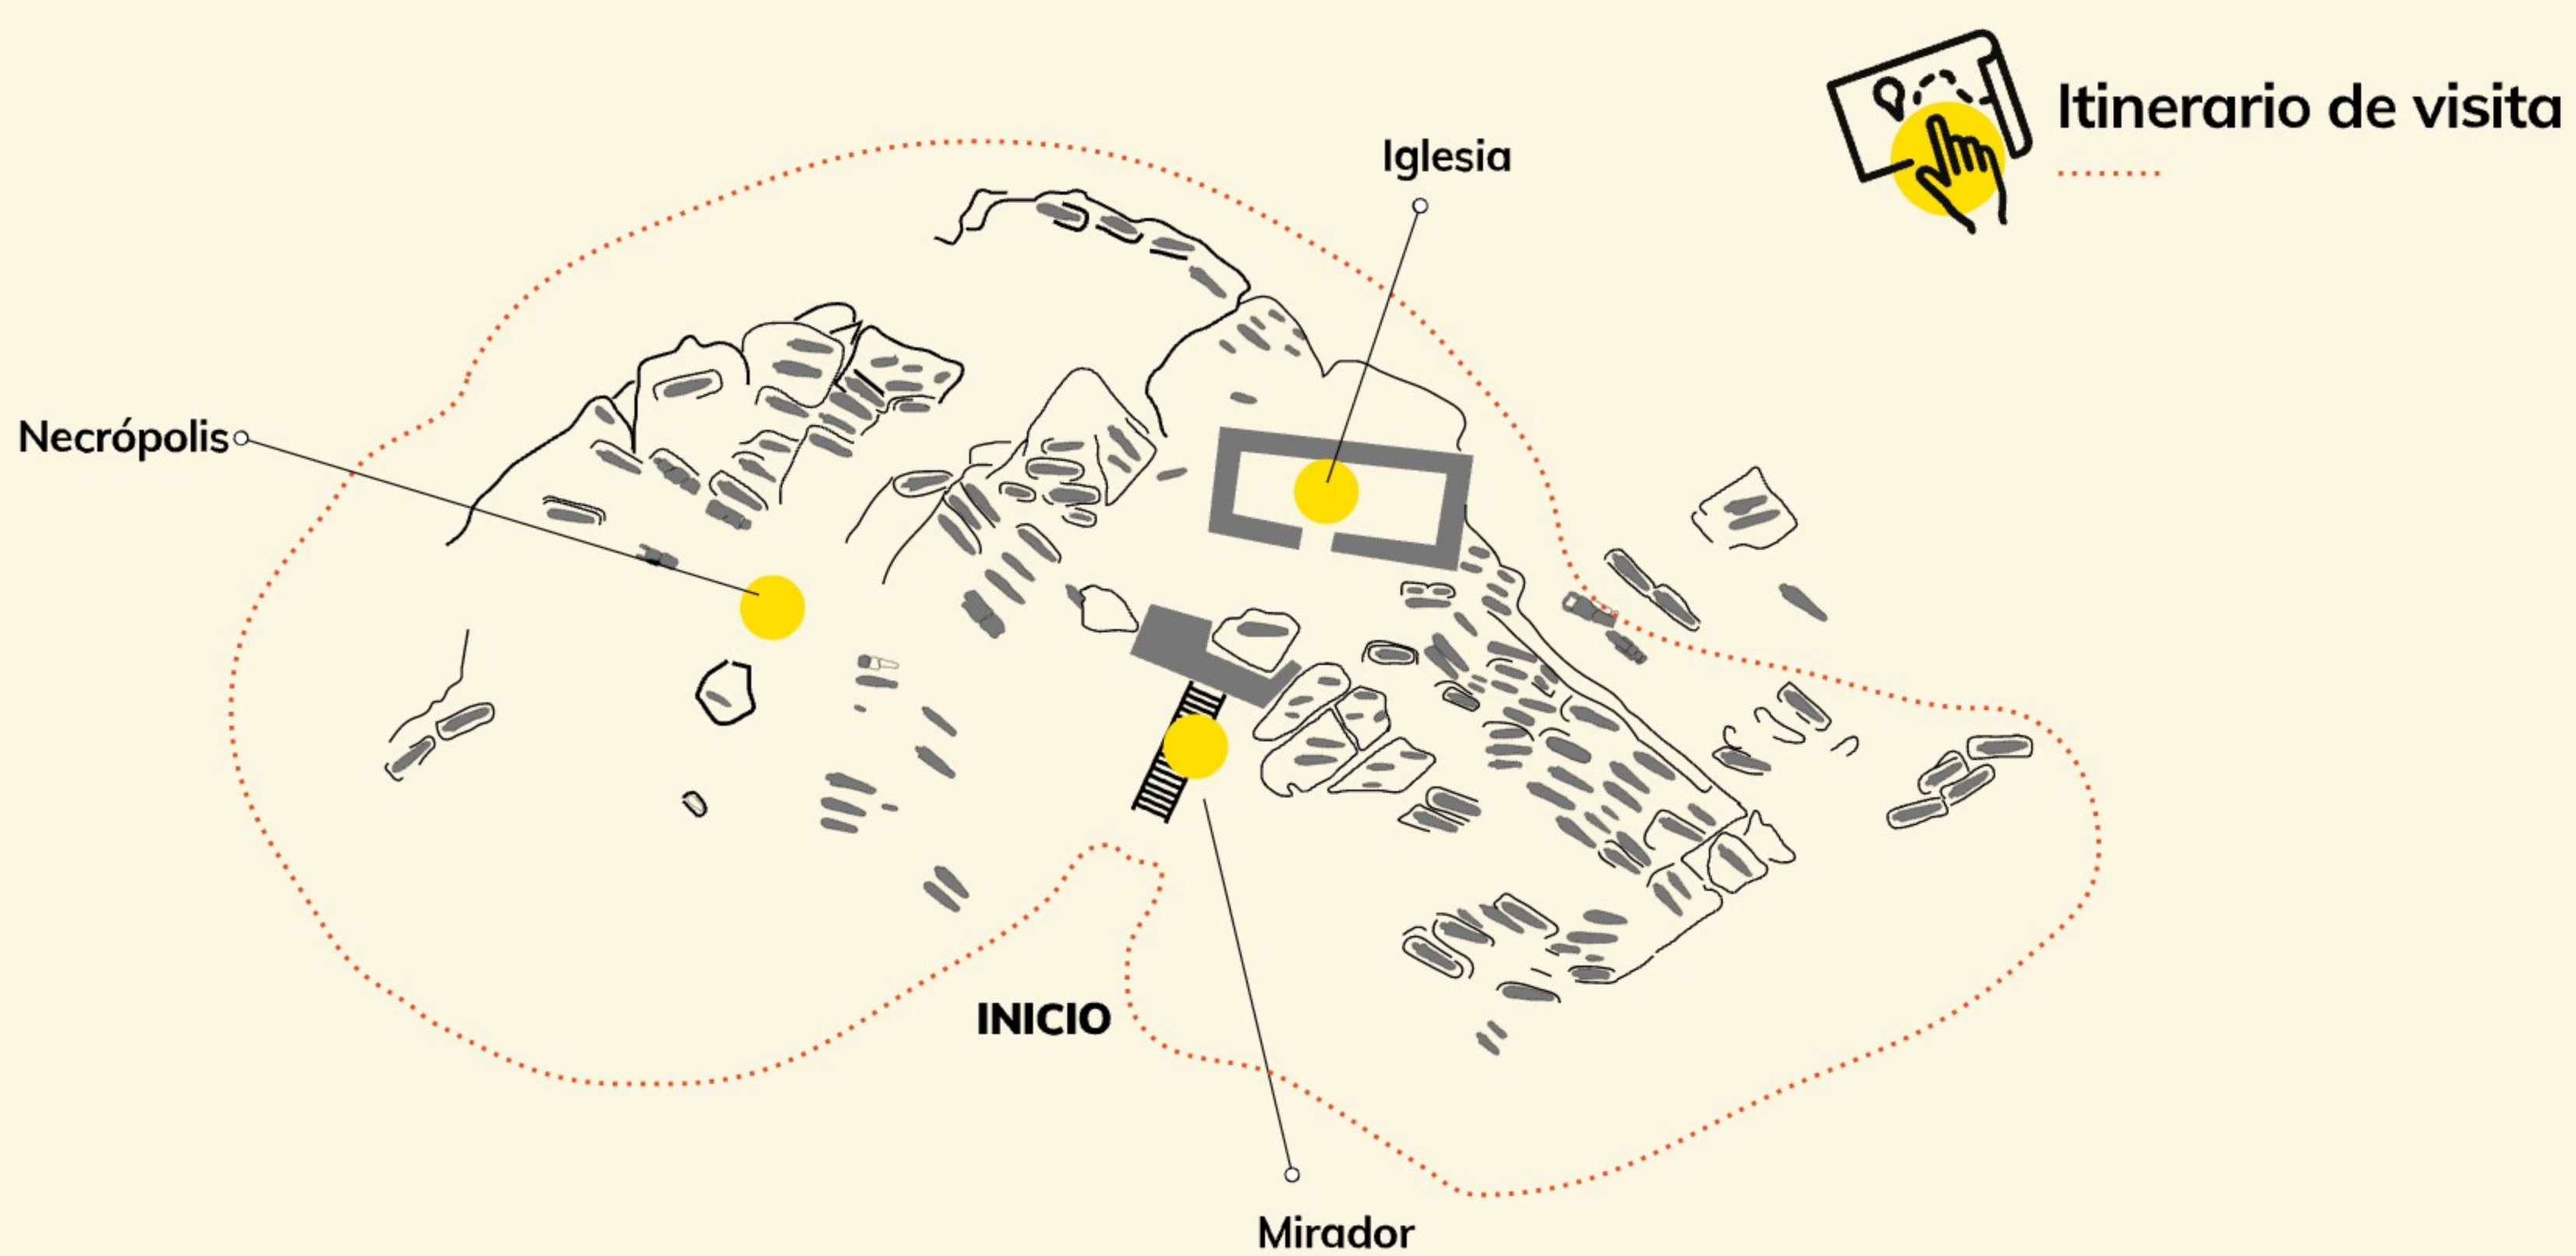 Itinerario de visita
Iglesia
Necrópolis
INICIO
Mirador